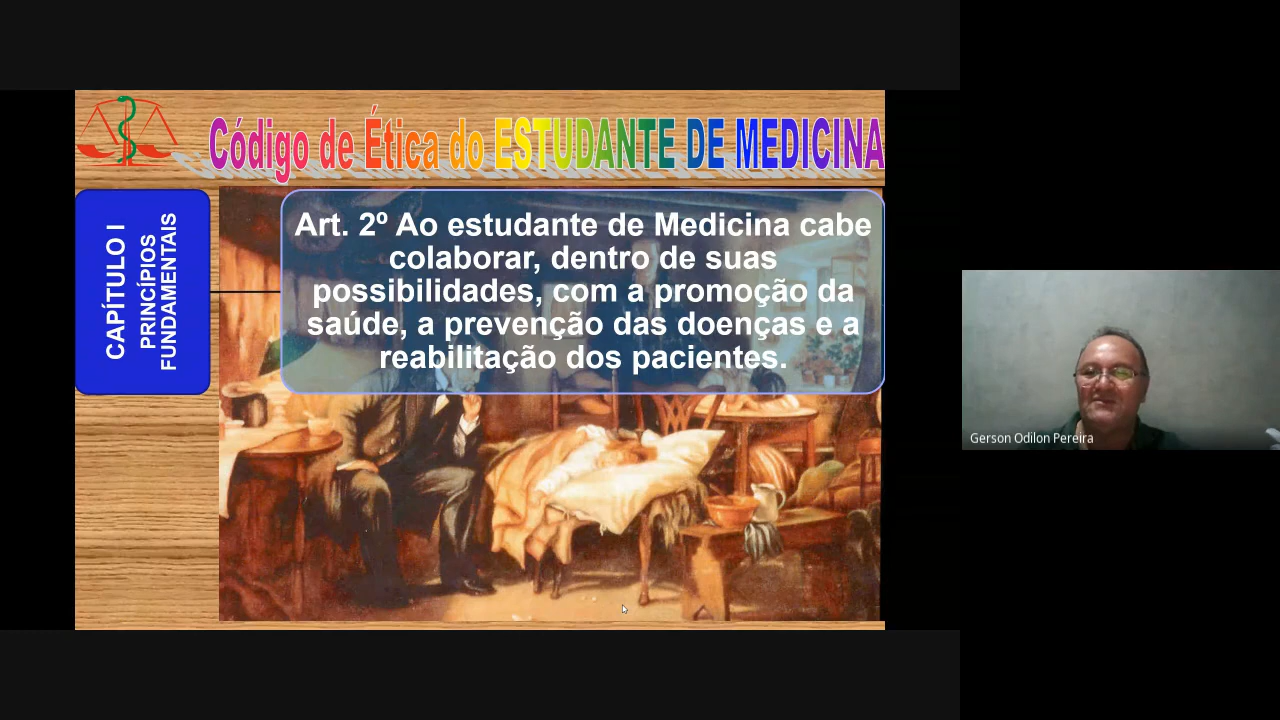 Código de Ética do ESTUDANTE DE MEDICINA
CAPÍTULO I
PRINCÍPIOS
FUNDAMENTAIS
Art. 2º Ao estudante de Medicina cabe
colaborar, dentro de suas
possibilidades, com a promoção da
saúde, a prevenção das doenças e a
reabilitação dos pacientes.
Gerson Odilon Pereira